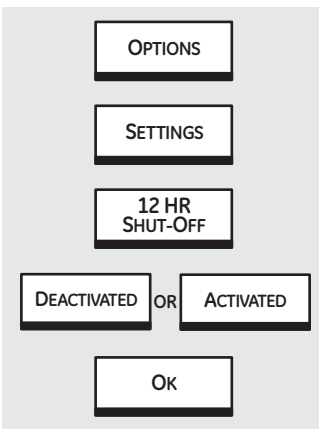 OPTIONS
SETTINGS
12 HR
SHUT-OFF
DEACTIVATED OR ACTIVATED
OK